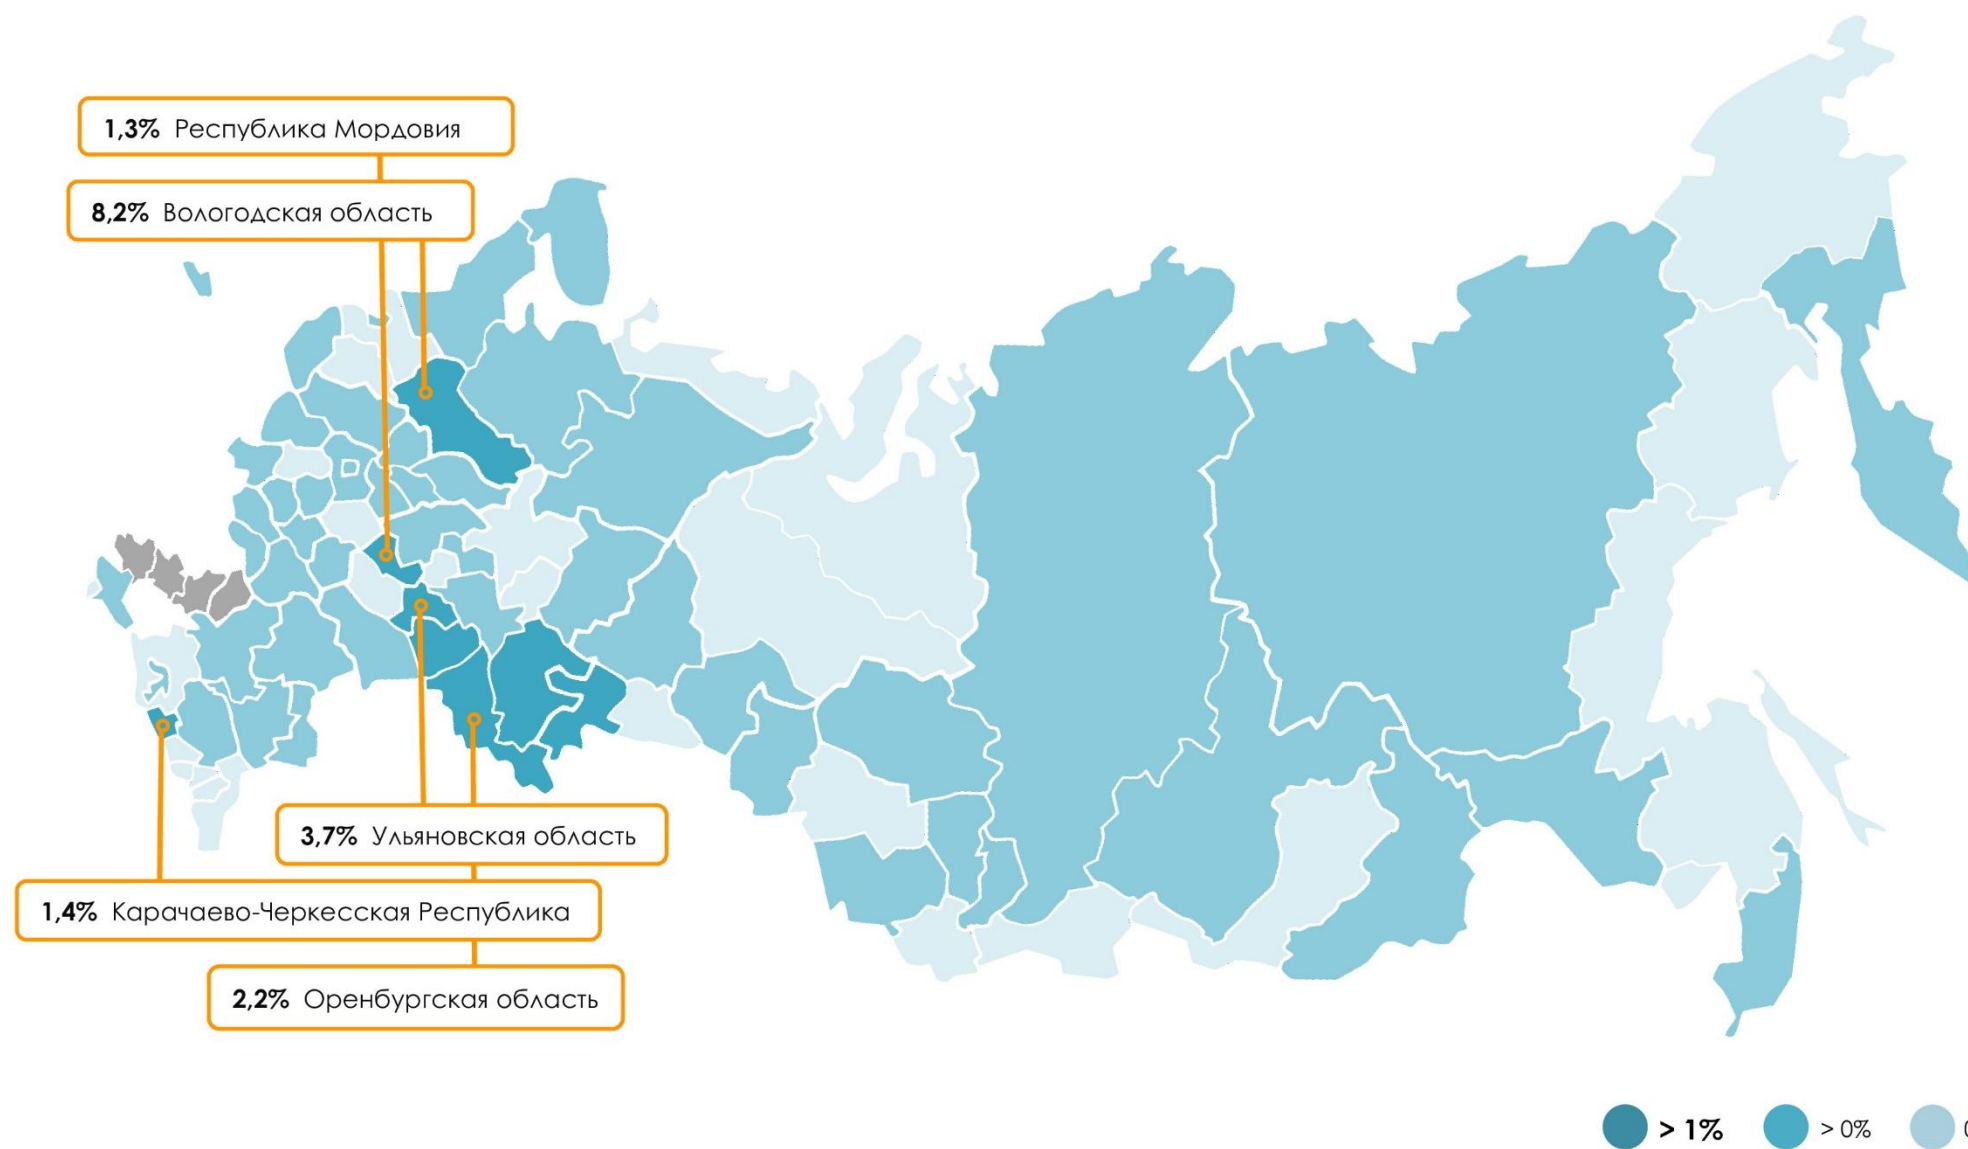 1,3% Республика Мордовия
8,2% Вологодская область
3,7% Ульяновская область
1,4% Карачаево-Черкесская Республика
2,2% Оренбургская область
> 1% > 0% 0